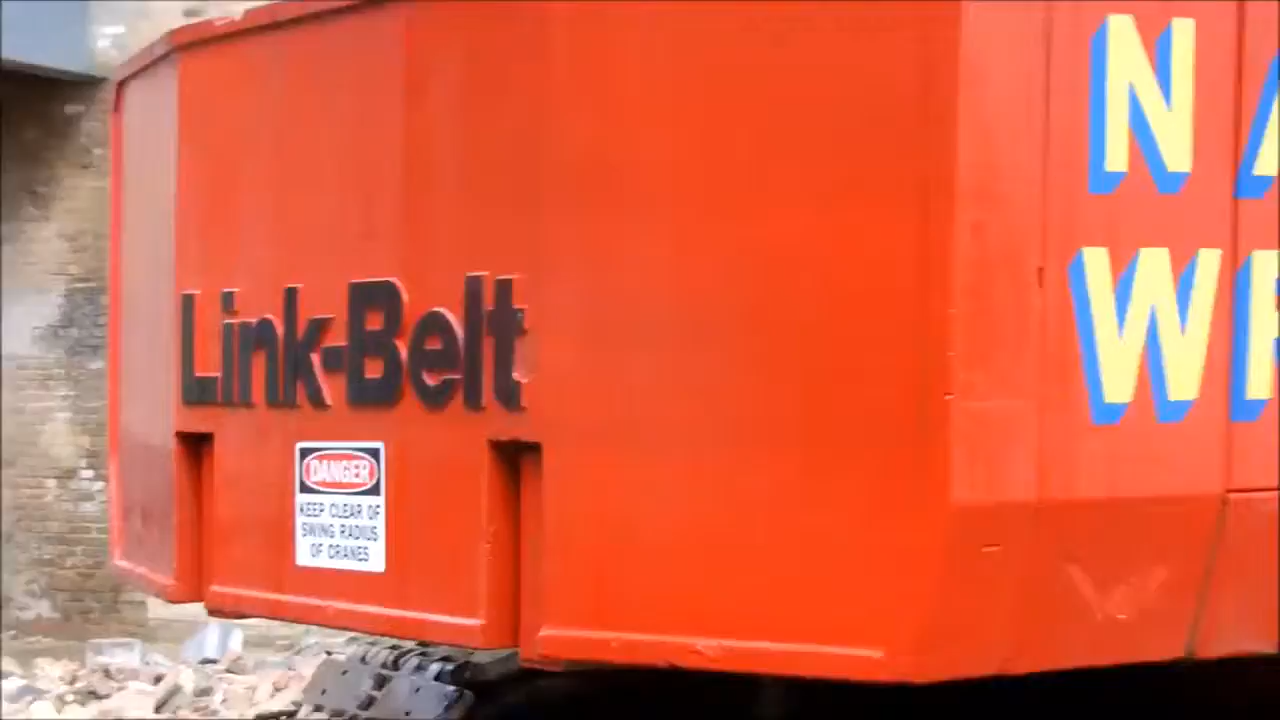 Link-Belt
DANGER
KEEP CLEAR OF
SWING RADIUS
OF CRANES
N
W